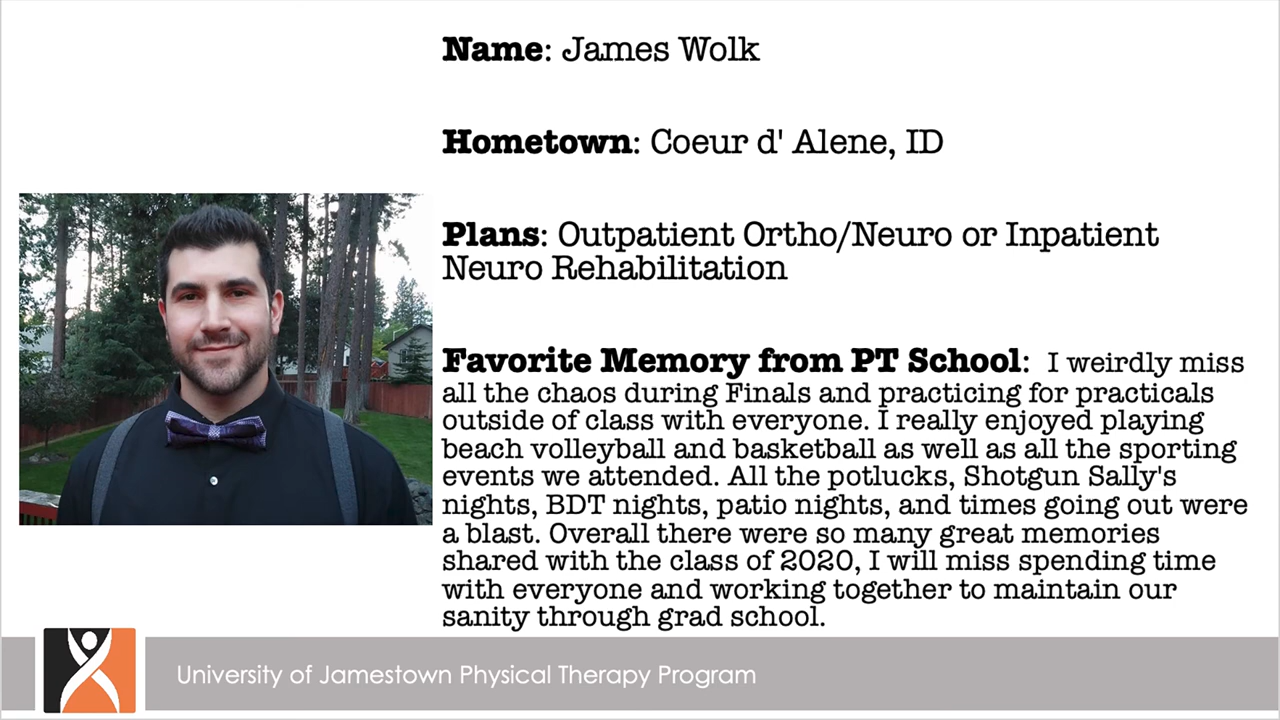 Name: James Wolk
Hometown: Coeur d' Alene, ID
Plans: Outpatient Ortho/Neuro or Inpatient
Neuro Rehabilitation
Favorite Memory from PT School: I weirdly miss
all the chaos during Finals and practicing for practicals
outside of class with everyone. I really enjoyed playing
beach volleyball and basketball as well as all the sporting
events we attended. All the potlucks, Shotgun Sally's
nights, BDT nights, patio nights, and times going out were
a blast. Overall there were so many great memories
shared with the class of 2020, I will miss spending time
with everyone and working together to maintain our
sanity through grad school.
University of Jamestown Physical Therapy Program